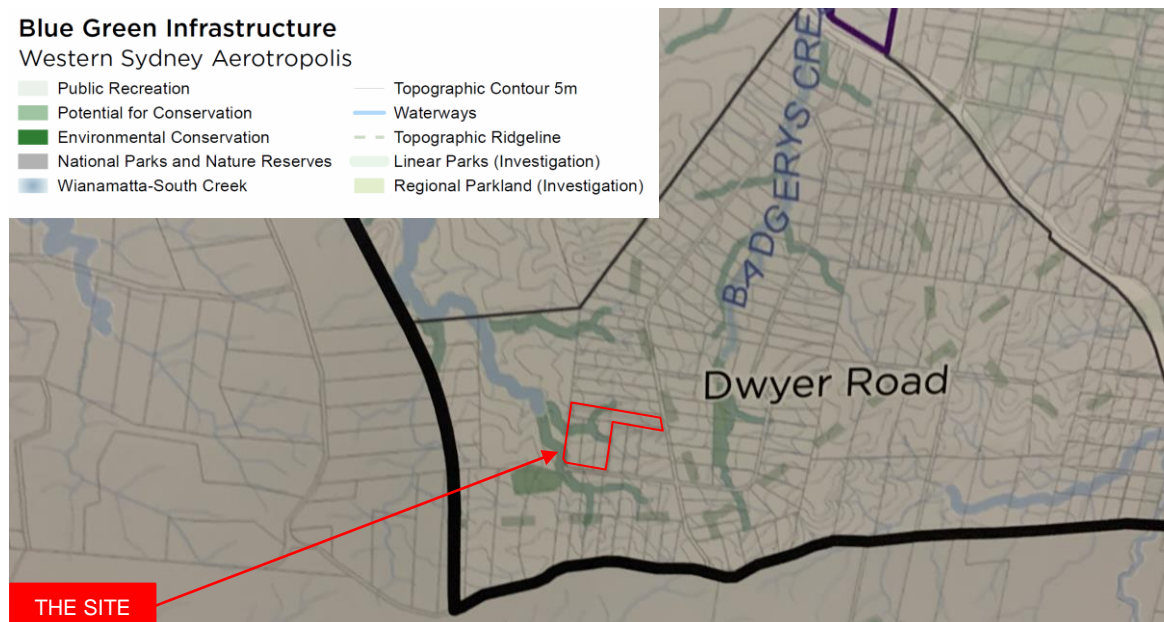 Blue Green Infrastructure
Western Sydney Aerotropolis
Public Recreation
Potential for Conservation
Environmental Conservation
National Parks and Nature Reserves
Wianamatta-South Creek
Topographic Contour 5m
Waterways
Topographic Ridgeline
Linear Parks (Investigation)
Regional Parkland (Investigation)
BADGERYS CRE
Dwyer Road
THE SITE